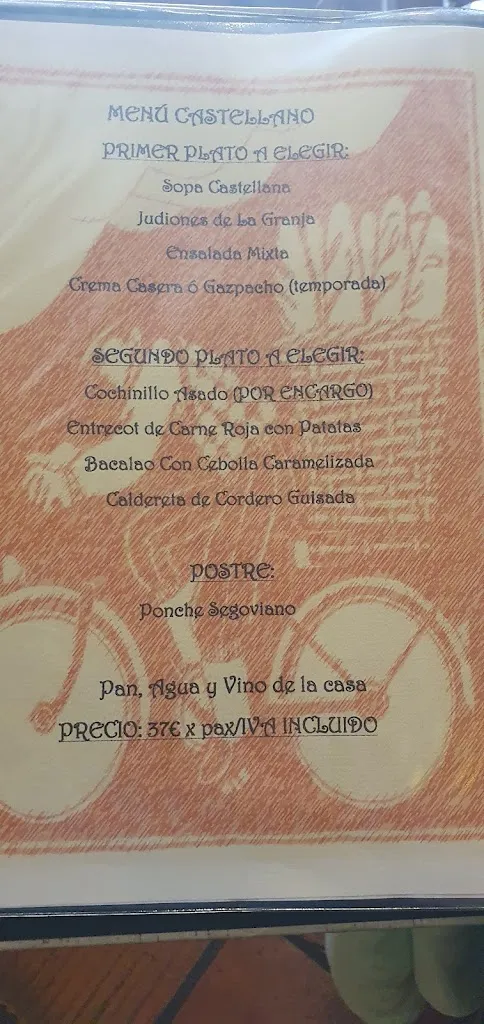 MENÚ CASTELLANO
PRIMER PLATO A ELEGIR:
Sopa Castellana
Judiones de La Granja
Ensalada Mixta
Crema Casera ó Gazpacho (temporada)
SEGUNDO PLATO A ELEGIR:
Cochinillo Asado (POR ENCARGO)
Entrecot de Carne Roja con Patatas
Bacalao Con Cebolla Caramelizada
Caldereta de Cordero Guisada
POSTRE:
Ponche Segoviano
Pan, Agua y Vino de la casa
PRECIO: 37€ x pax/IVA INCLUIDO